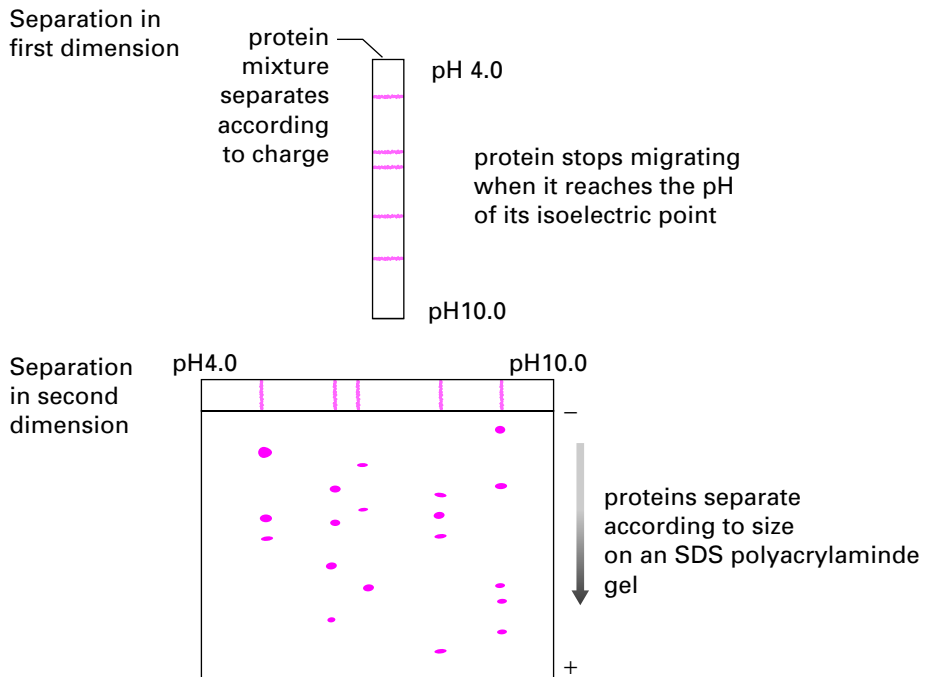 Separation in
first dimension
protein
mixture
separates
according
to charge
pH 4.0
protein stops migrating
when it reaches the pH
of its isoelectric point
pH10.0
Separation
in second
dimension
pH4.0
pH10.0
−
proteins separate
according to size
on an SDS polyacrylaminde
gel
+